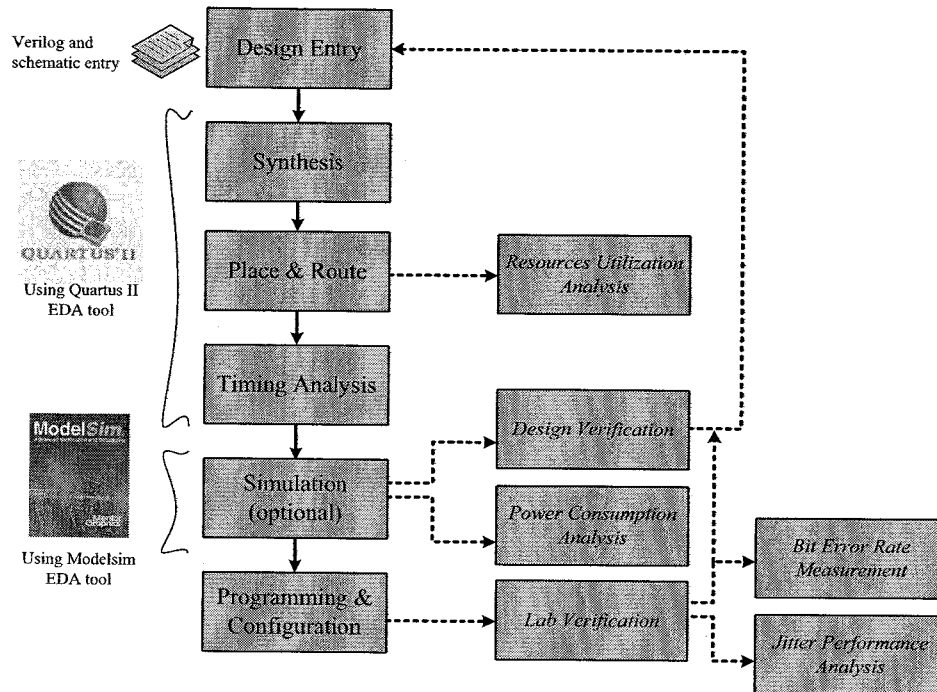 Verilog and
schematic entry
Design Entry
Synthesis
QUARTUS II
Using Quartus II
EDA tool
Place & Route
Resources Utilization
Analysis
Timing Analysis
ModelSim
Design Verification
Simulation
(optional)
Power Consumption
Analysis
Using Modelsim
EDA tool
Bit Error Rate
Measurement
Programming &
Configuration
Lab Verification
Jitter Performance
Analysis